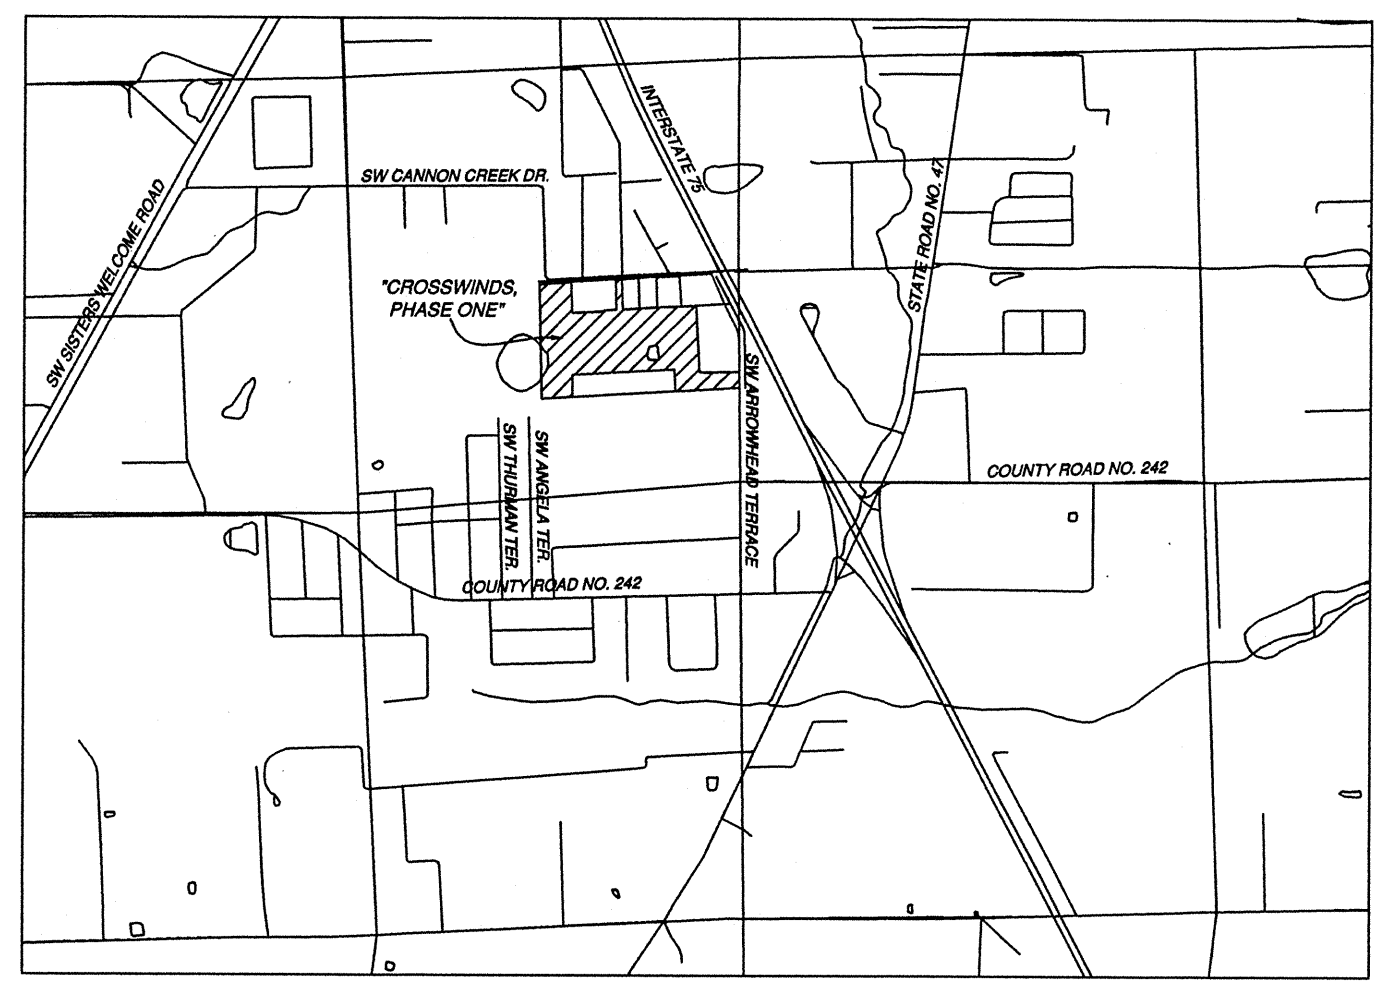 INTERSTATE 75
SW CANNON CREEK DR.
STATE ROAD NO. 47
SW SISTERS WELCOME ROAD
"CROSSWINDS,
PHASE ONE"
SW ARROWHEAD TERRACE
SW THURMAN TER.
SW ANGELA TER.
COUNTY ROAD NO. 242
COUNTY ROAD NO. 242